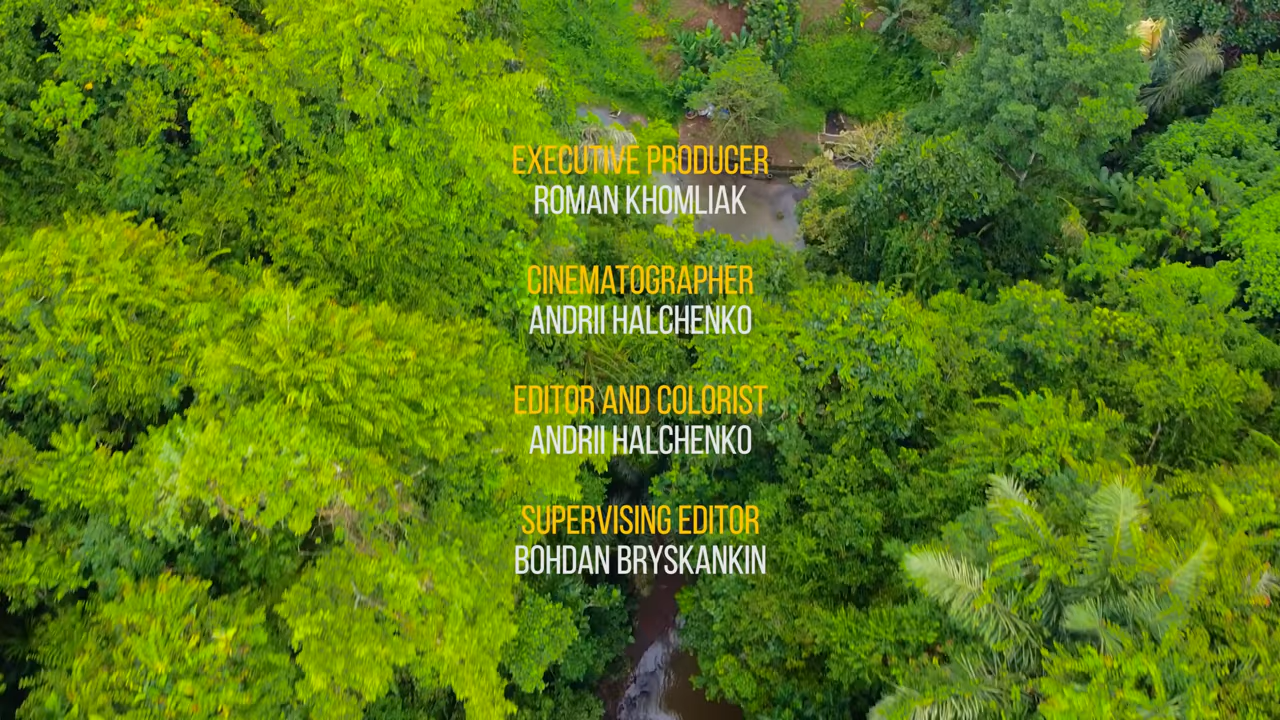 EXECUTIVE PRODUCER
ROMAN KHOMLIAK
CINEMATOGRAPHER
ANDRII HALCHENKO
EDITOR AND COLORIST
ANDRII HALCHENKO
SUPERVISING EDITOR
BOHDAN BRYSKANKIN